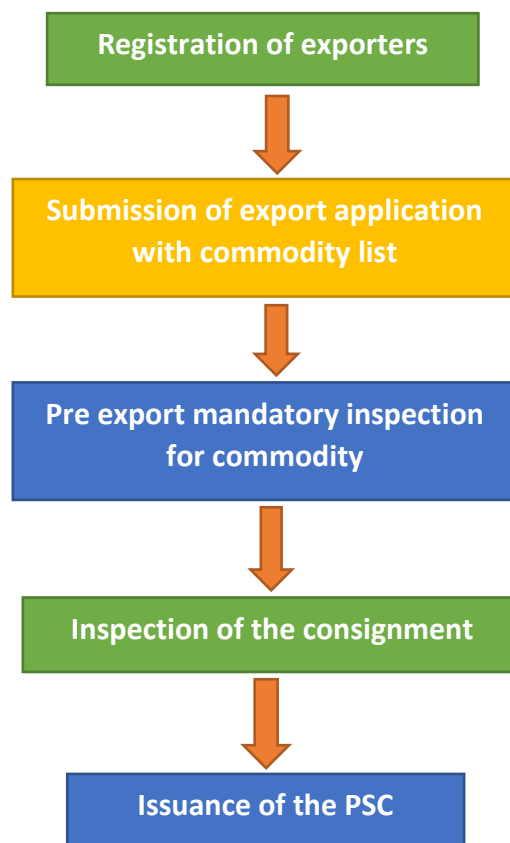 Registration of exporters
Submission of export application
with commodity list
Pre export mandatory inspection
for commodity
Inspection of the consignment
Issuance of the PSC